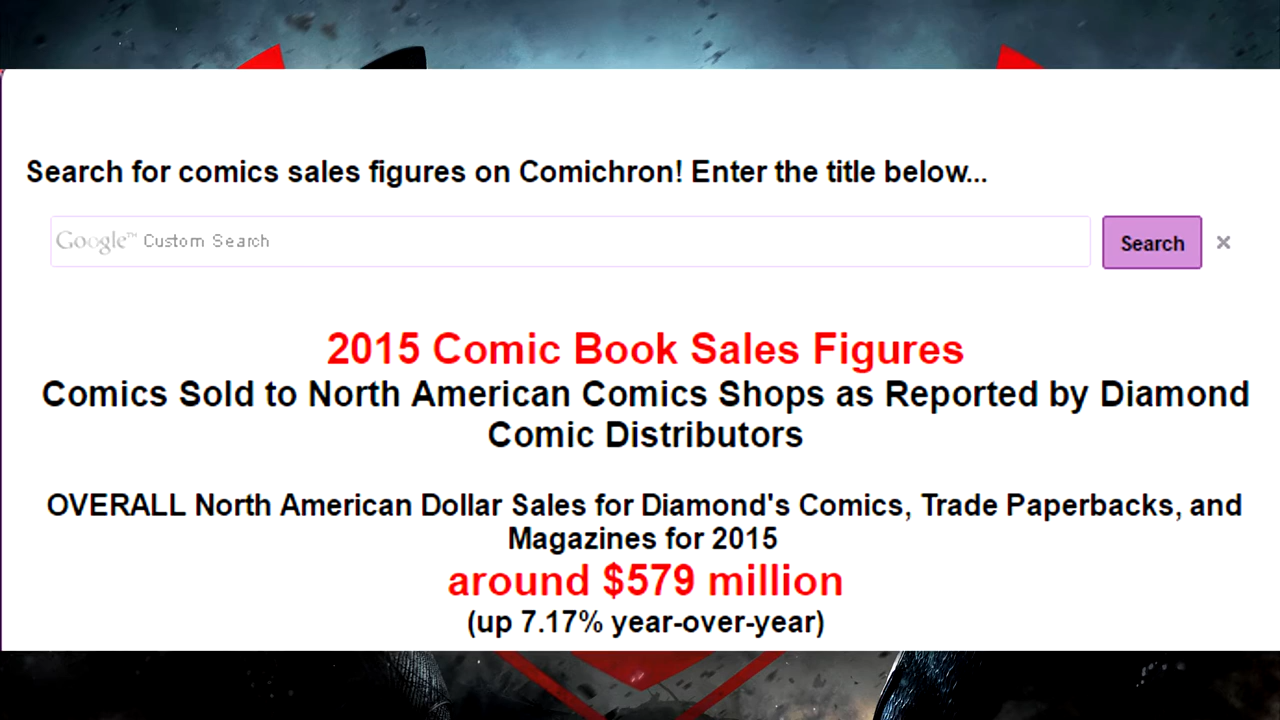 Search for comics sales figures on Comichron! Enter the title below...
Google™ Custom Search
Search ×
2015 Comic Book Sales Figures
Comics Sold to North American Comics Shops as Reported by Diamond
Comic Distributors
OVERALL North American Dollar Sales for Diamond's Comics, Trade Paperbacks, and
Magazines for 2015
around $579 million
(up 7.17% year-over-year)